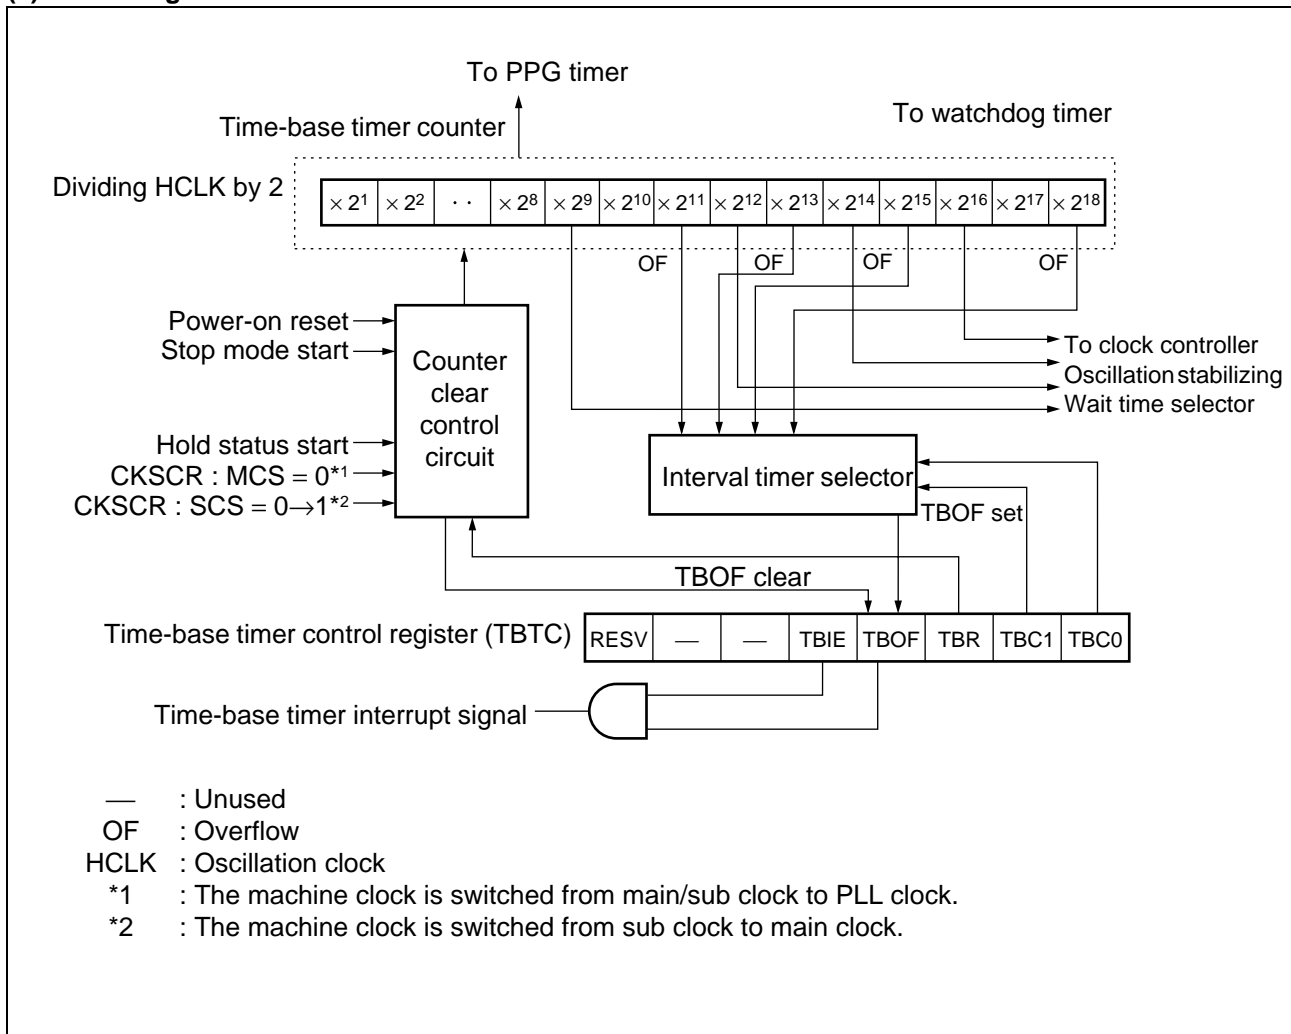 To PPG timer
To watchdog timer
Time-base timer counter
Dividing HCLK by 2
× 2¹ × 2² · · × 2⁸ × 2⁹ × 2¹⁰ × 2¹¹ × 2¹² × 2¹³ × 2¹⁴ × 2¹⁵ × 2¹⁶ × 2¹⁷ × 2¹⁸
OF OF OF OF
Power-on reset
Stop mode start
Hold status start
CKSCR : MCS = 0*1
CKSCR : SCS = 0→1*2
Counter
clear
control
circuit
To clock controller
Oscillation stabilizing
Wait time selector
Interval timer selector
TBOF set
TBOF clear
Time-base timer control register (TBTC)
RESV — — TBIE TBOF TBR TBC1 TBC0
Time-base timer interrupt signal
— : Unused
OF : Overflow
HCLK : Oscillation clock
*1 : The machine clock is switched from main/sub clock to PLL clock.
*2 : The machine clock is switched from sub clock to main clock.